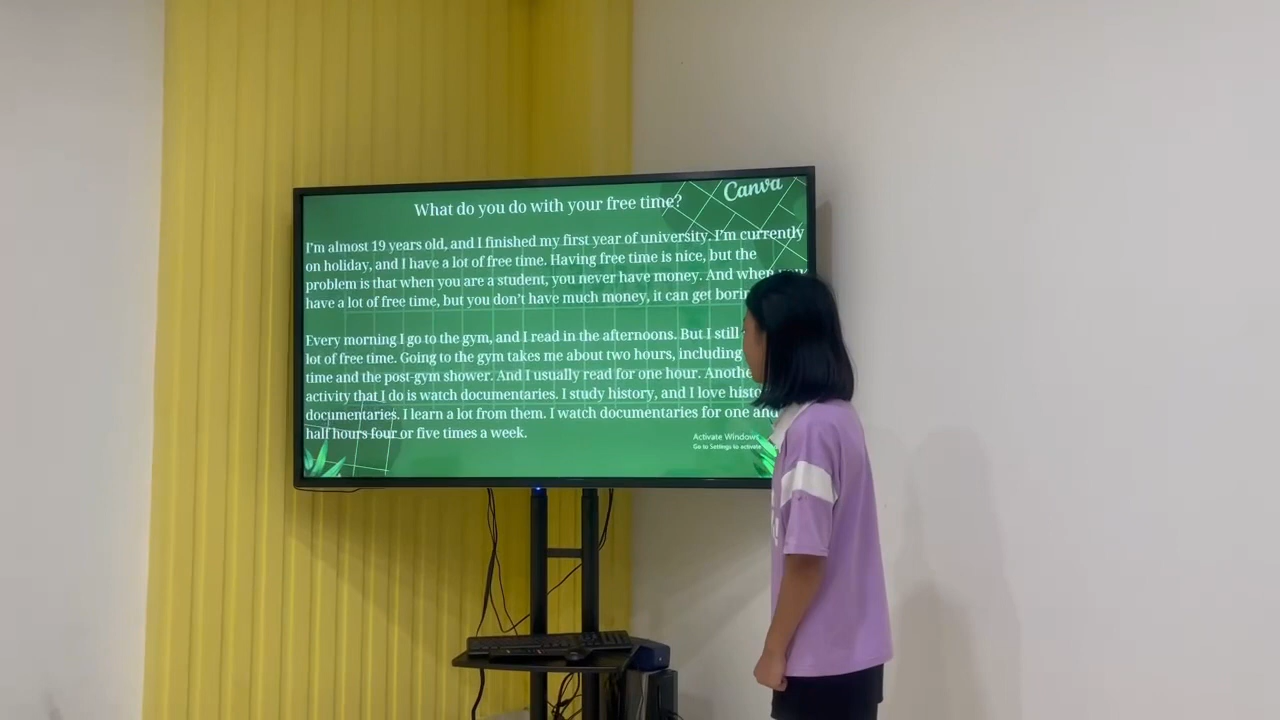 Canva
What do you do with your free time?
I'm almost 19 years old, and I finished my first year of university. I'm currently
on holiday, and I have a lot of free time. Having free time is nice, but the
problem is that when you are a student, you never have money. And when you
have a lot of free time, but you don't have much money, it can get
Every morning I go to the gym, and I read in the afternoons. But I still
lot of free time. Going to the gym takes me about two hours, including
time and the post-gym shower. And I usually read for one hour.
activity that I do is watch documentaries. I study history, and I love
documentaries. I learn a lot from them. I watch documentaries for one and
half hours four or five times a week.
Activate Windows
Go to Settings to activate